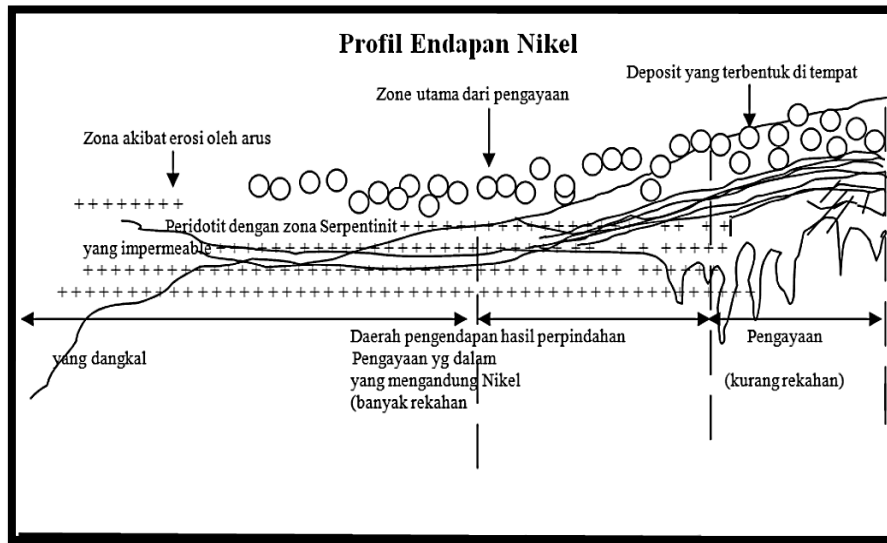 Profil Endapan Nikel
Deposit yang terbentuk di tempat
Zone utama dari pengayaan
Zona akibat erosi oleh arus
Peridotit dengan zona Serpentinit
yang impermeable
Daerah pengendapan hasil perpindahan
Pengayaan
yang dangkal
Pengayaan yg dalam
yang mengandung Nikel
(kurang rekahan)
(banyak rekahan